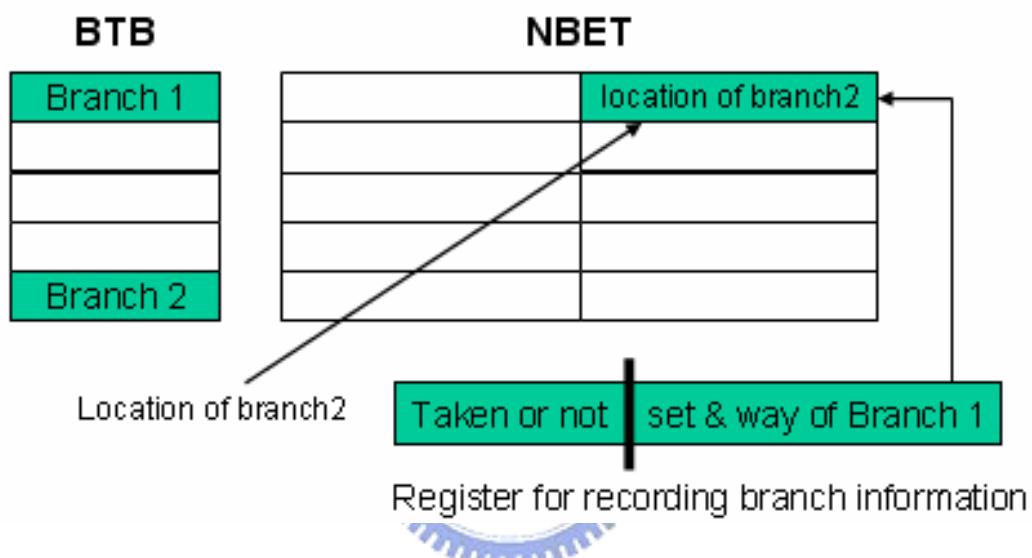 BTB
NBET
Branch 1
location of branch2
Branch 2
Location of branch2
Taken or not
set & way of Branch 1
Register for recording branch information